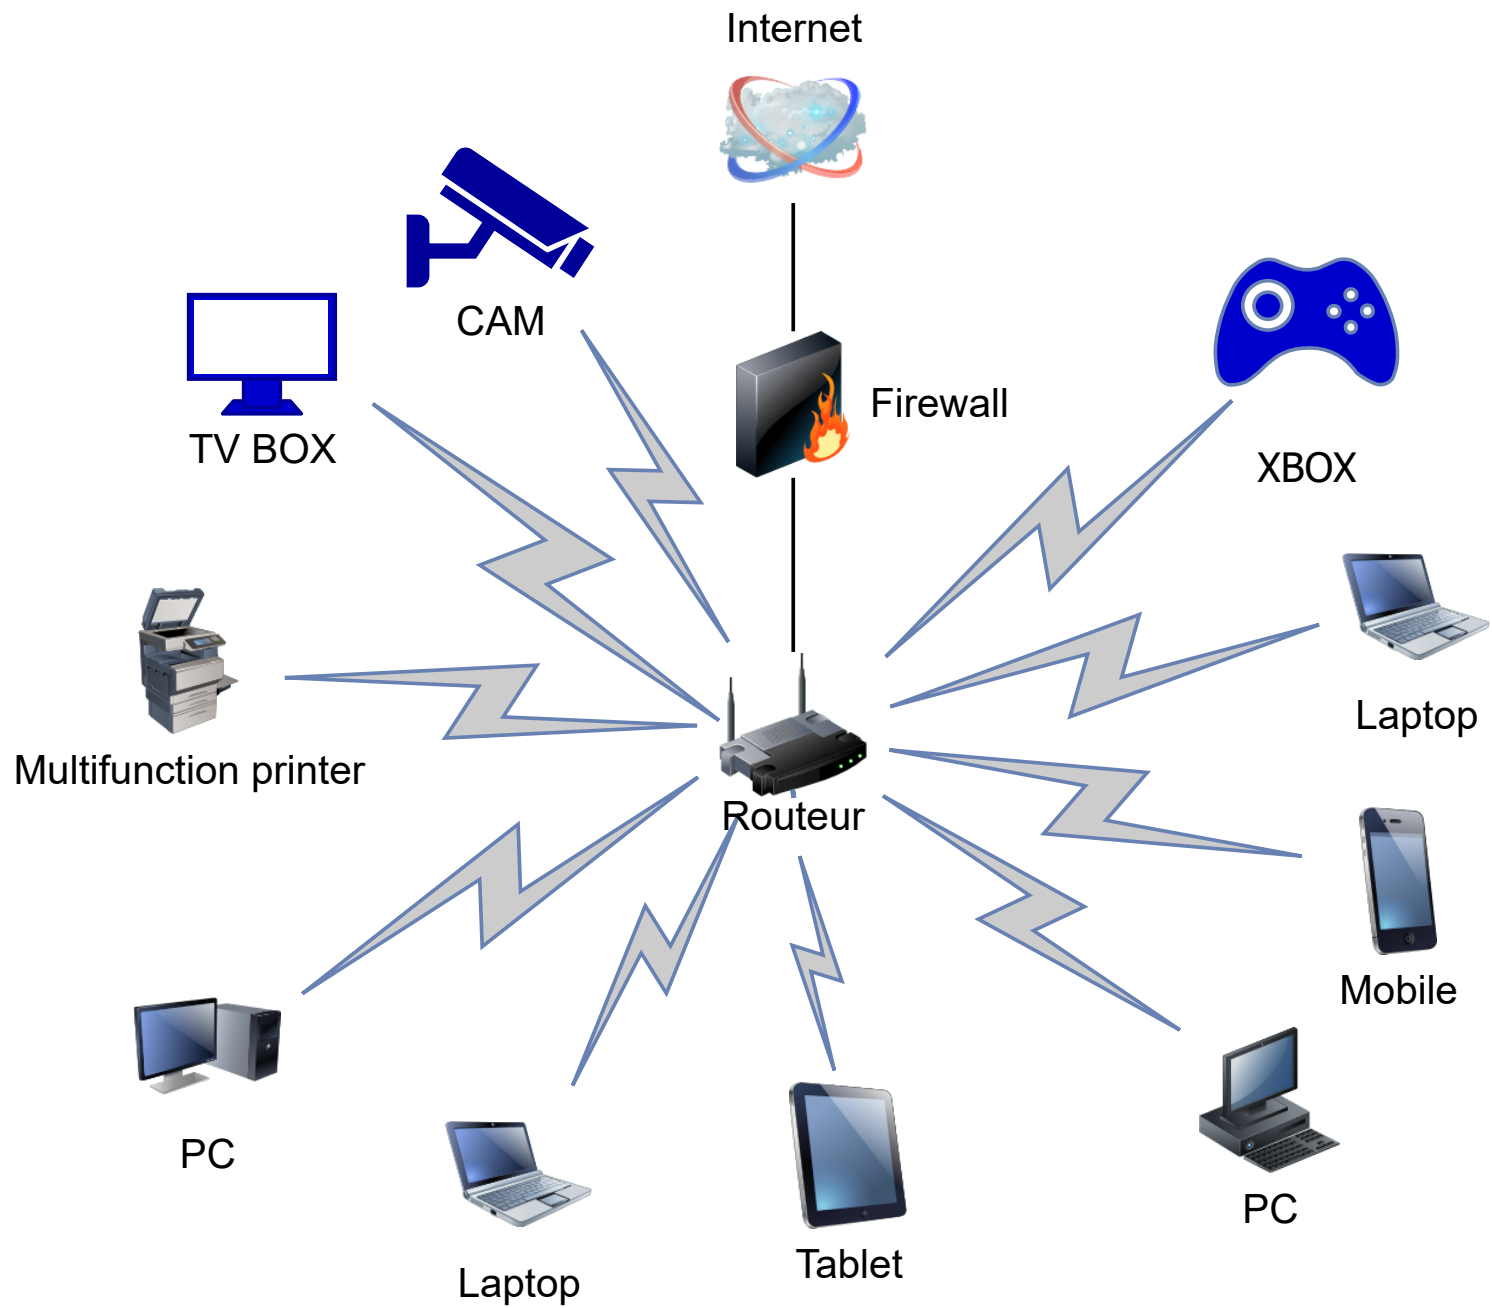 Internet
CAM
Firewall
TV BOX
XBOX
Laptop
Multifunction printer
Routeur
Mobile
PC
PC
Laptop
Tablet